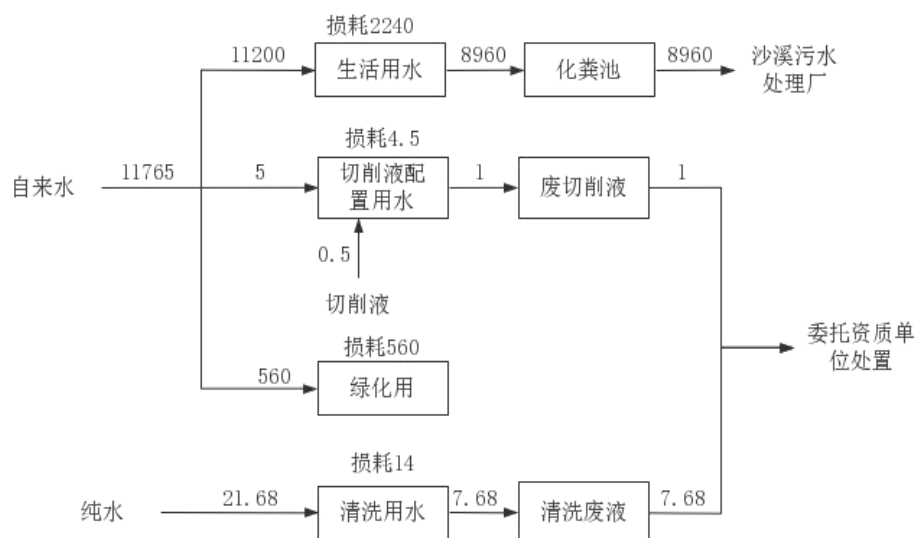 损耗2240
11200
生活用水
8960
化粪池
8960
沙溪污水
处理厂
损耗4.5
自来水
11765
5
切削液配
置用水
1
废切削液
1
0.5
切削液
委托资质单
位处置
损耗560
560
绿化用
损耗14
纯水
21.68
清洗用水
7.68
清洗废液
7.68